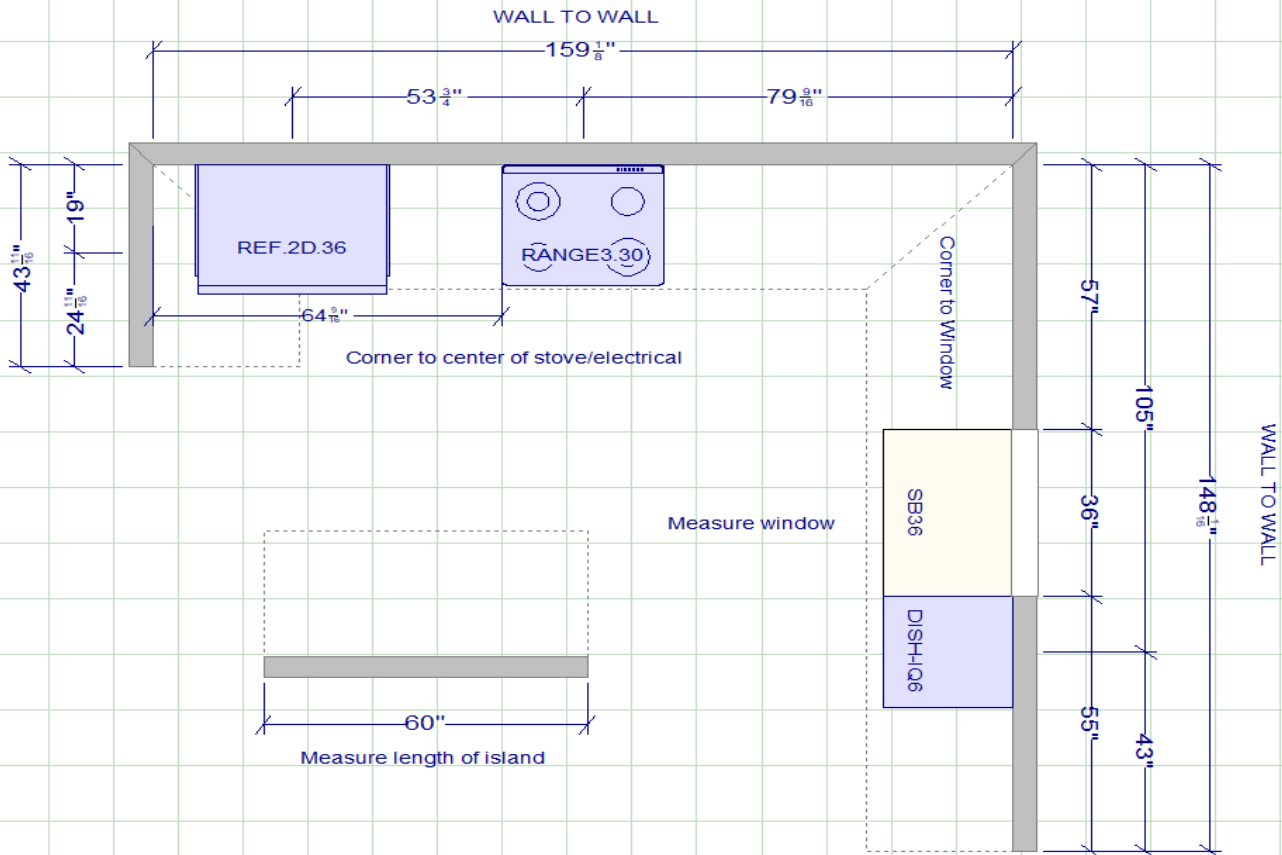 WALL TO WALL
159 1/8"
53 3/4"
79 9/16"
19"
43 11/16"
24 11/16"
REF.2D.36
RANGE3.30
64 9/16"
Corner to center of stove/electrical
Corner to Window
57"
105"
148 1/16"
WALL TO WALL
SB36
36"
Measure window
DISH-IQ6
55"
43"
60"
Measure length of island